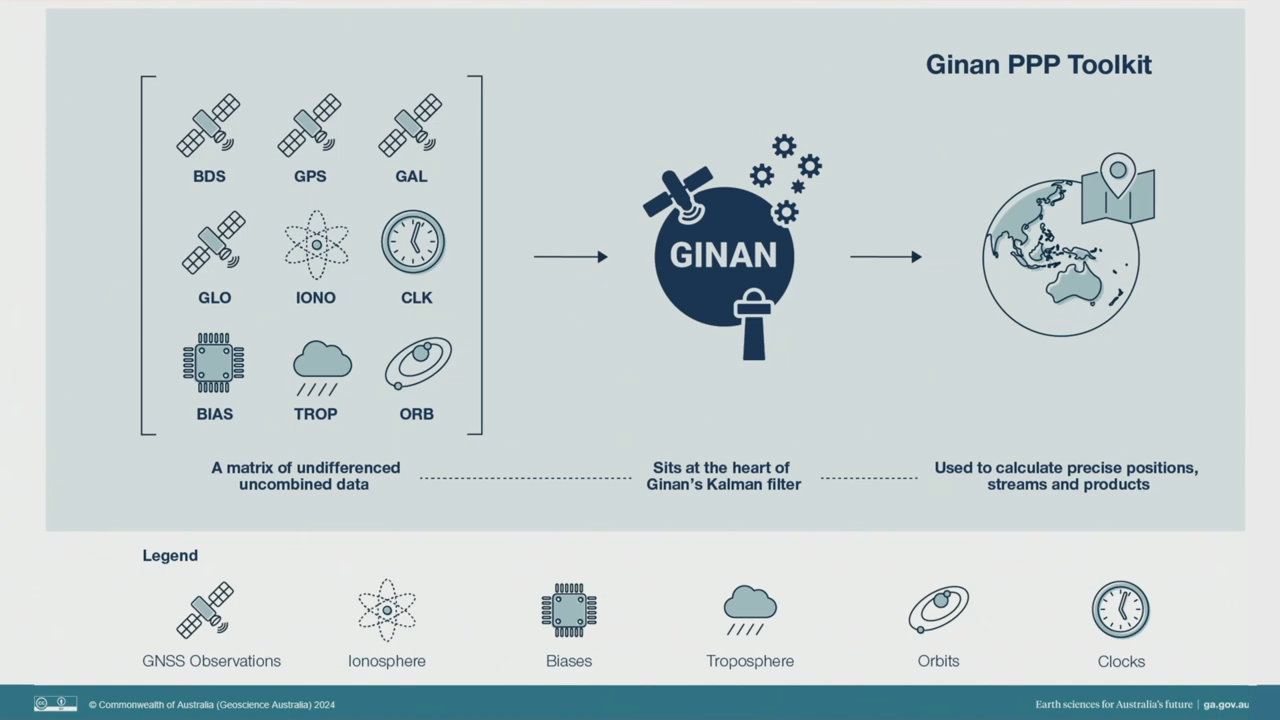 Ginan PPP Toolkit
BDS GPS GAL
GLO IONO CLK
BIAS TROP ORB
GINAN
A matrix of undifferenced
uncombined data
Sits at the heart of
Ginan's Kalman filter
Used to calculate precise positions,
streams and products
Legend
GNSS Observations
Ionosphere
Biases
Troposphere
Orbits
Clocks
© Commonwealth of Australia (Geoscience Australia) 2024
Earth sciences for Australia's future | ga.gov.au